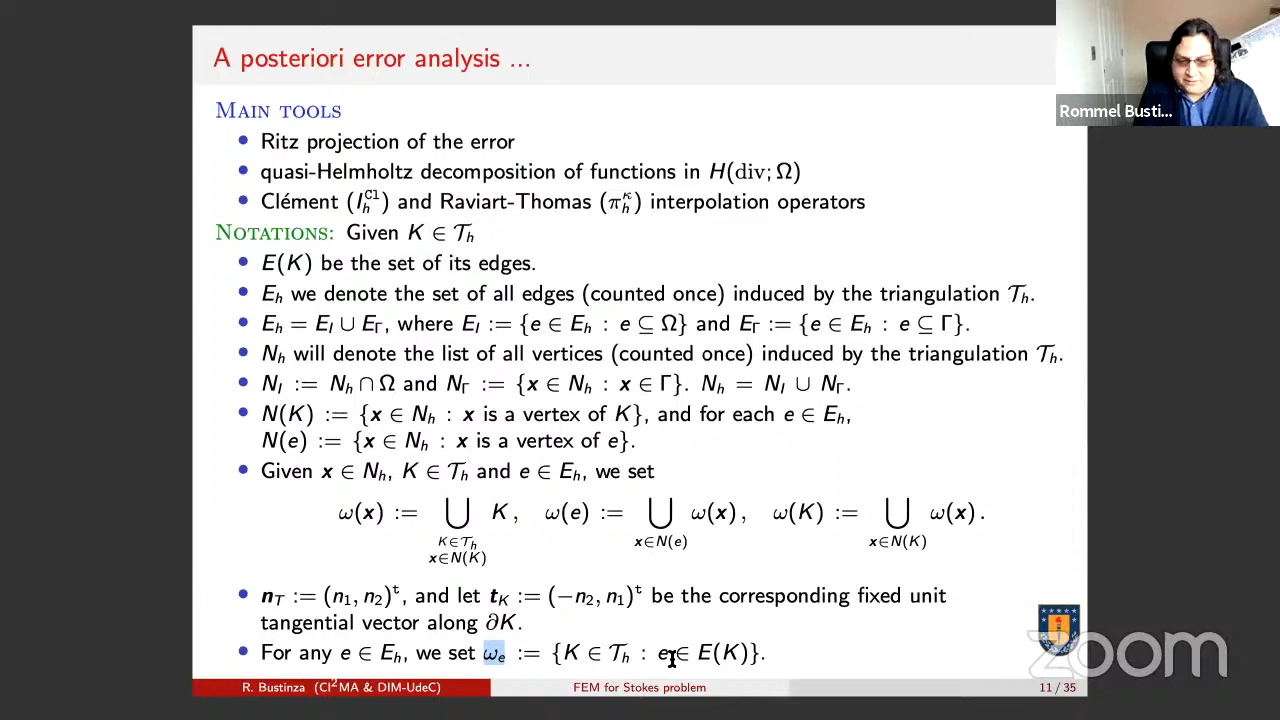 A posteriori error analysis ...
Rommel Busti...
MAIN TOOLS
• Ritz projection of the error
• quasi-Helmholtz decomposition of functions in H(div; Ω)
• Clément (I_h^Cl) and Raviart-Thomas (π_h^κ) interpolation operators
NOTATIONS: Given K ∈ 𝒯_h
• E(K) be the set of its edges.
• E_h we denote the set of all edges (counted once) induced by the triangulation 𝒯_h.
• E_h = E_I ∪ E_Γ, where E_I := {e ∈ E_h : e ⊆ Ω} and E_Γ := {e ∈ E_h : e ⊆ Γ}.
• N_h will denote the list of all vertices (counted once) induced by the triangulation 𝒯_h.
• N_I := N_h ∩ Ω and N_Γ := {x ∈ N_h : x ∈ Γ}. N_h = N_I ∪ N_Γ.
• N(K) := {x ∈ N_h : x is a vertex of K}, and for each e ∈ E_h,
N(e) := {x ∈ N_h : x is a vertex of e}.
• Given x ∈ N_h, K ∈ 𝒯_h and e ∈ E_h, we set
ω(x) := ⋃ K, ω(e) := ⋃ ω(x), ω(K) := ⋃ ω(x).
K∈𝒯_h x∈N(e) x∈N(K)
x∈N(K)
• n_T := (n_1, n_2)^t, and let t_K := (−n_2, n_1)^t be the corresponding fixed unit
tangential vector along ∂K.
• For any e ∈ E_h, we set ω_e := {K ∈ 𝒯_h : e ∈ E(K)}.
zoom
R. Bustinza (CI²MA & DIM-UdeC) FEM for Stokes problem 11 / 35